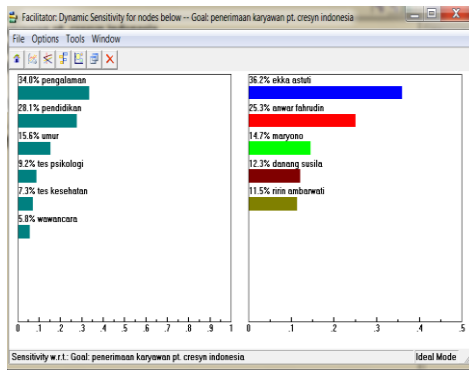 Facilitator: Dynamic Sensitivity for nodes below -- Goal: penerimaan karyawan pt. cresyn indonesia
File Options Tools Window
34.0% pengalaman
28.1% pendidikan
15.6% umur
9.2% tes psikologi
7.3% tes kesehatan
5.8% wawancara
0 .1 .2 .3 .4 .5 .6 .7 .8 .9 1
36.2% ekka astuti
25.3% anwar fahrudin
14.7% maryono
12.3% danang susila
11.5% ririn ambarwati
0 .1 .2 .3 .4 .5
Sensitivity w.r.t.: Goal: penerimaan karyawan pt. cresyn indonesia
Ideal Mode